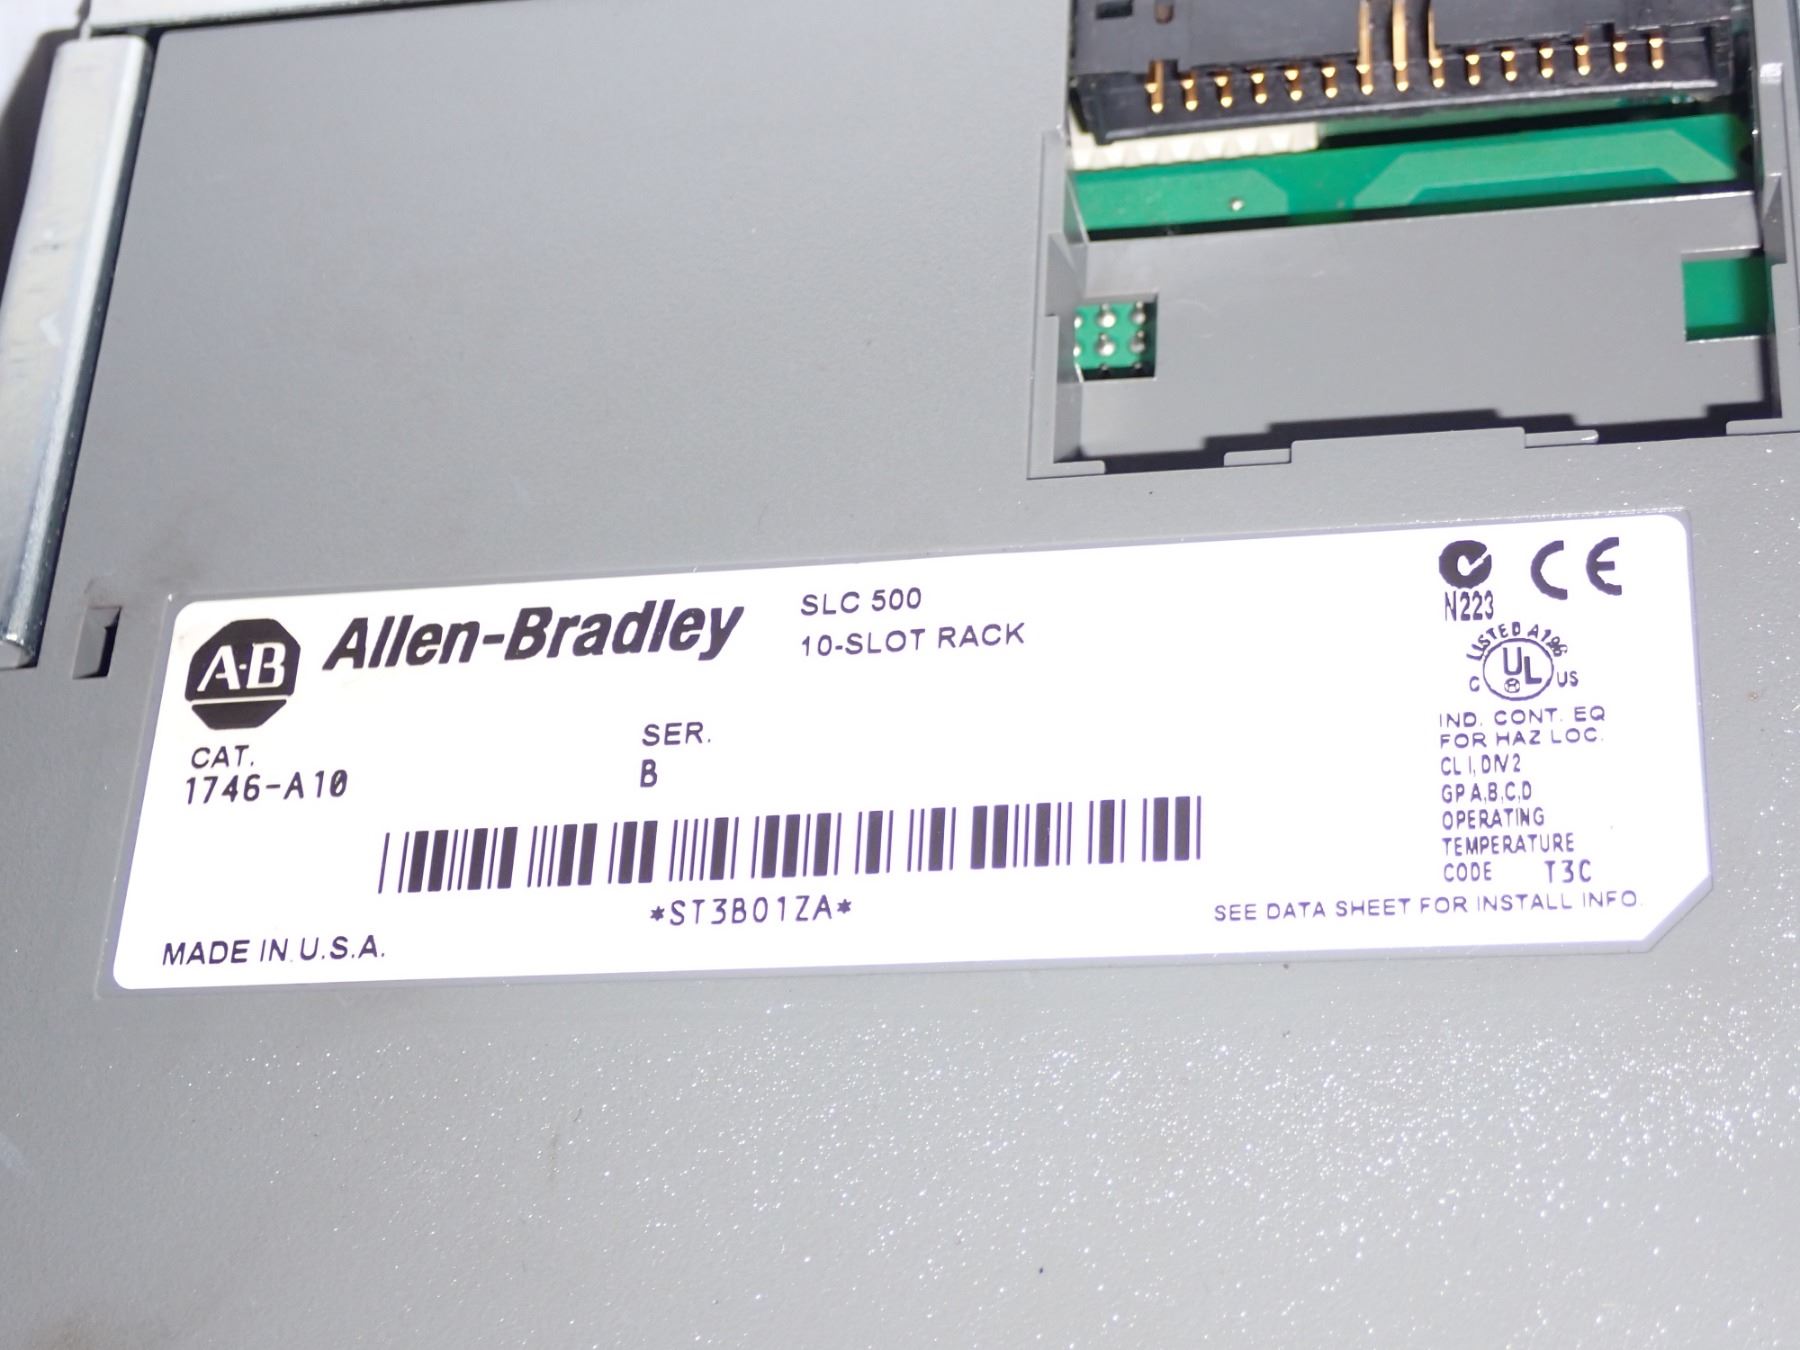 A·B Allen-Bradley
SLC 500
10-SLOT RACK
CAT.
1746-A10
SER.
B
*ST3B01ZA*
MADE IN U.S.A.
CE
N223
LISTED A196
C UL US
IND. CONT. EQ
FOR HAZ LOC.
CL I, DIV 2
GP A,B,C,D
OPERATING
TEMPERATURE
CODE T3C
SEE DATA SHEET FOR INSTALL INFO.